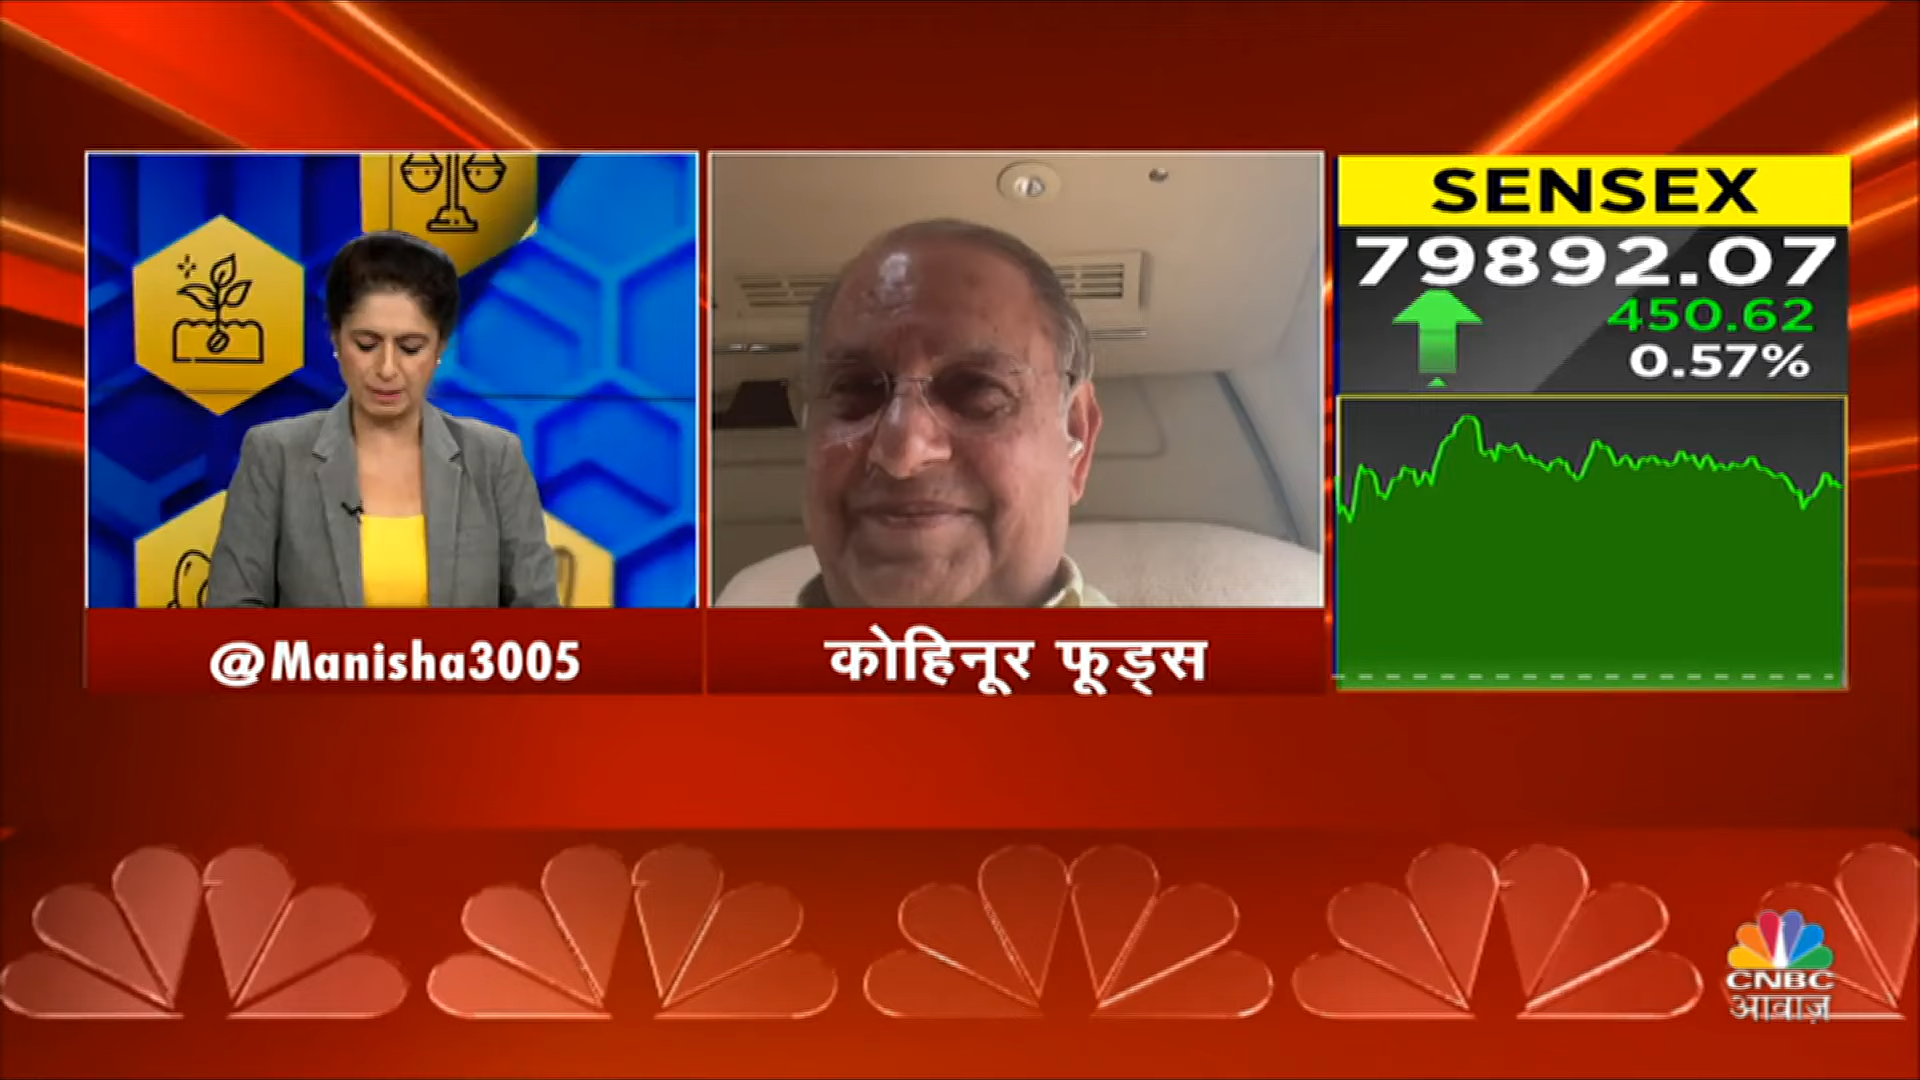 @Manisha3005
कोहिनूर फूड्स
SENSEX
79892.07
450.62
0.57%
CNBC
आवाज़